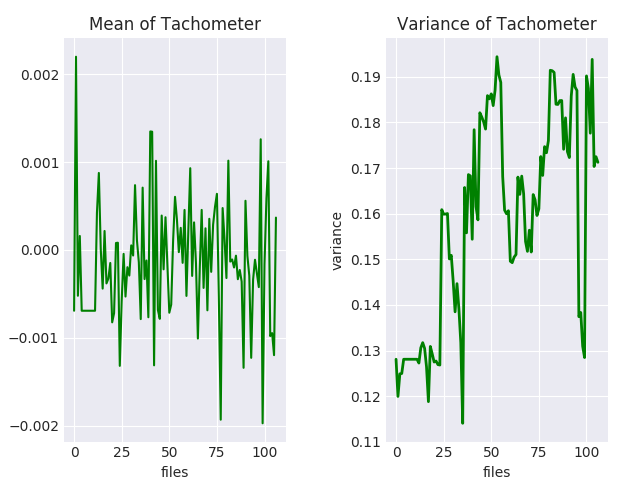 Mean of Tachometer
0.002
0.001
0.000
−0.001
−0.002
0 25 50 75 100
files
Variance of Tachometer
variance
0.19
0.18
0.17
0.16
0.15
0.14
0.13
0.12
0.11
0 25 50 75 100
files